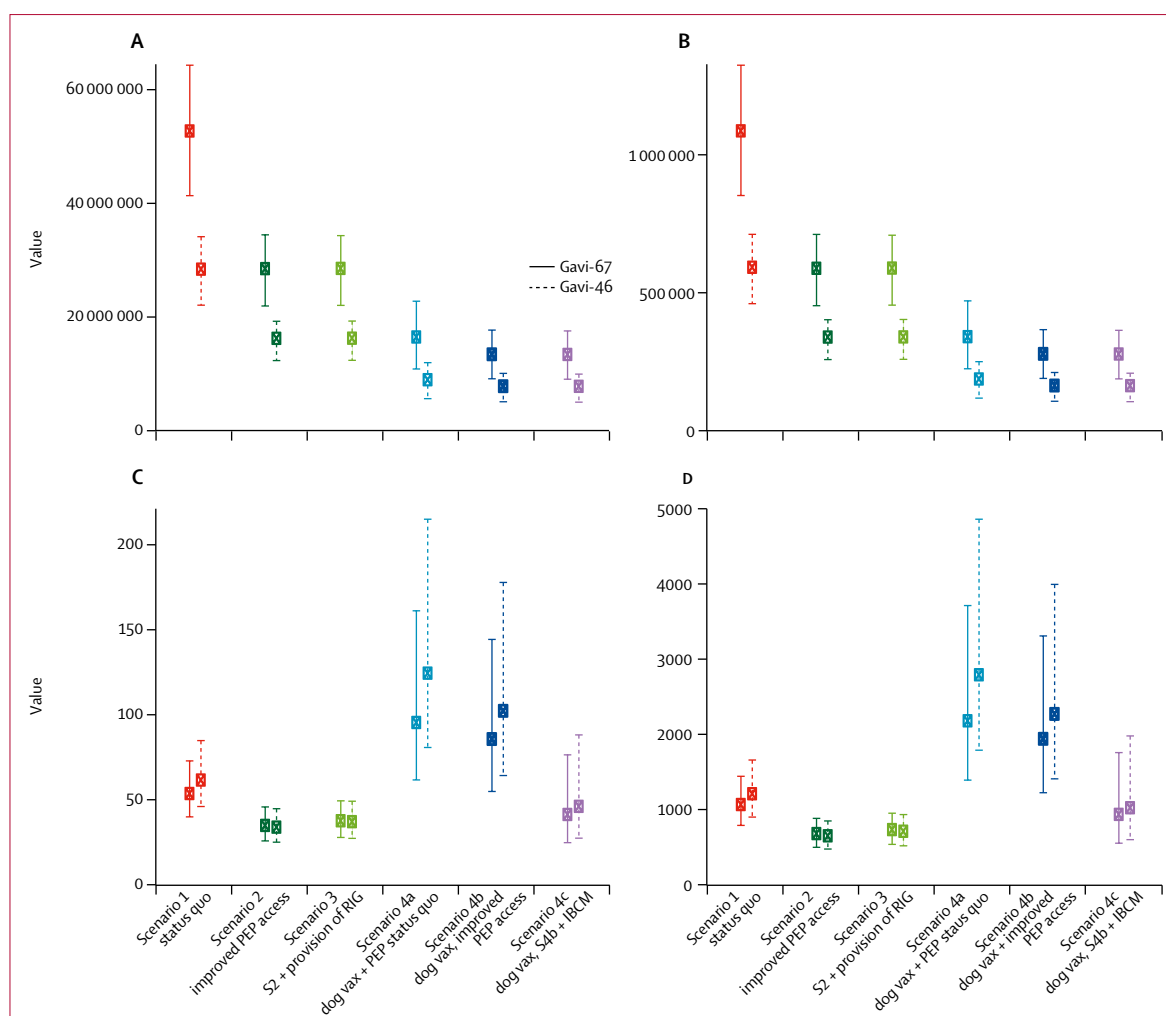 A
60 000 000
40 000 000
20 000 000
0
Value
Gavi-67
Gavi-46
B
1 000 000
500 000
0
C
200
150
100
50
0
Value
Scenario 1
status quo
Scenario 2
improved PEP access
Scenario 3
S2 + provision of RIG
Scenario 4a
dog vax + PEP status quo
Scenario 4b
dog vax, improved
PEP access
Scenario 4c
dog vax, S4b + IBCM
D
5000
4000
3000
2000
1000
0
Scenario 1
status quo
Scenario 2
improved PEP access
Scenario 3
S2 + provision of RIG
Scenario 4a
dog vax + PEP status quo
Scenario 4b
dog vax + improved
PEP access
Scenario 4c
dog vax, S4b + IBCM